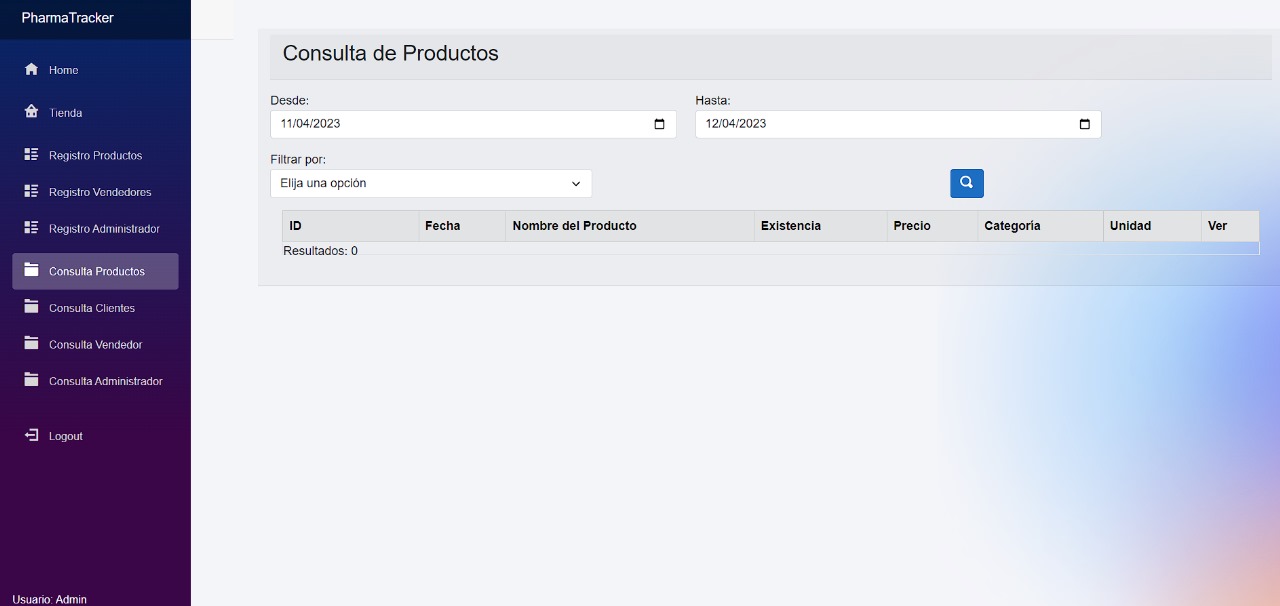 PharmaTracker
Home
Tienda
Registro Productos
Registro Vendedores
Registro Administrador
Consulta Productos
Consulta Clientes
Consulta Vendedor
Consulta Administrador
Logout
Usuario: Admin
Consulta de Productos
Desde: Hasta:
11/04/2023 12/04/2023
Filtrar por:
Elija una opción
ID Fecha Nombre del Producto Existencia Precio Categoría Unidad Ver
Resultados: 0